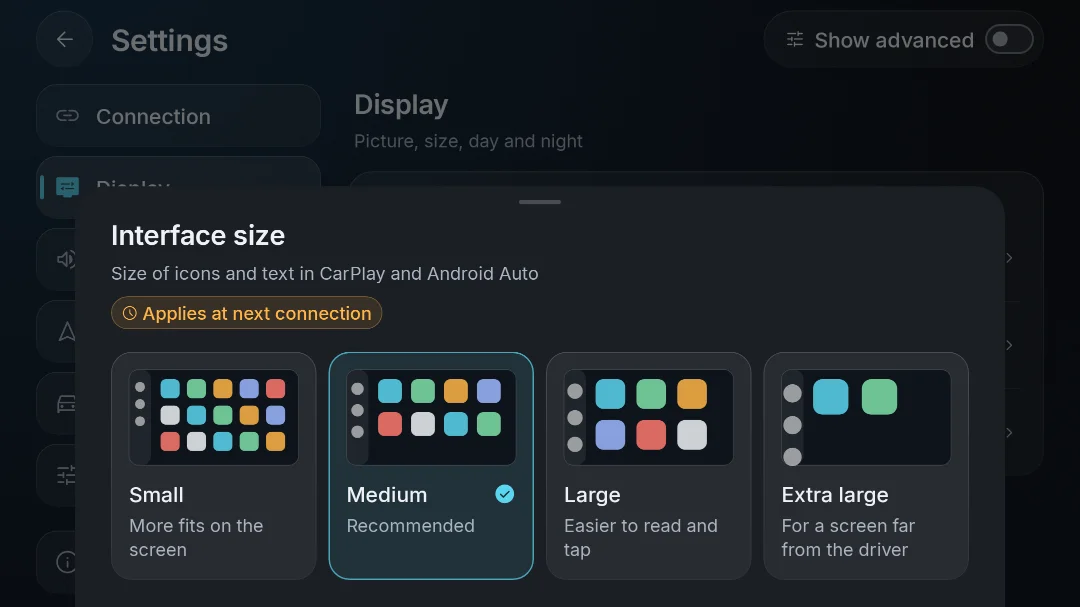 Settings
Show advanced
Connection
Display
Picture, size, day and night
Display
Interface size
Size of icons and text in CarPlay and Android Auto
Applies at next connection
Small
More fits on the
screen
Medium
Recommended
Large
Easier to read and
tap
Extra large
For a screen far
from the driver